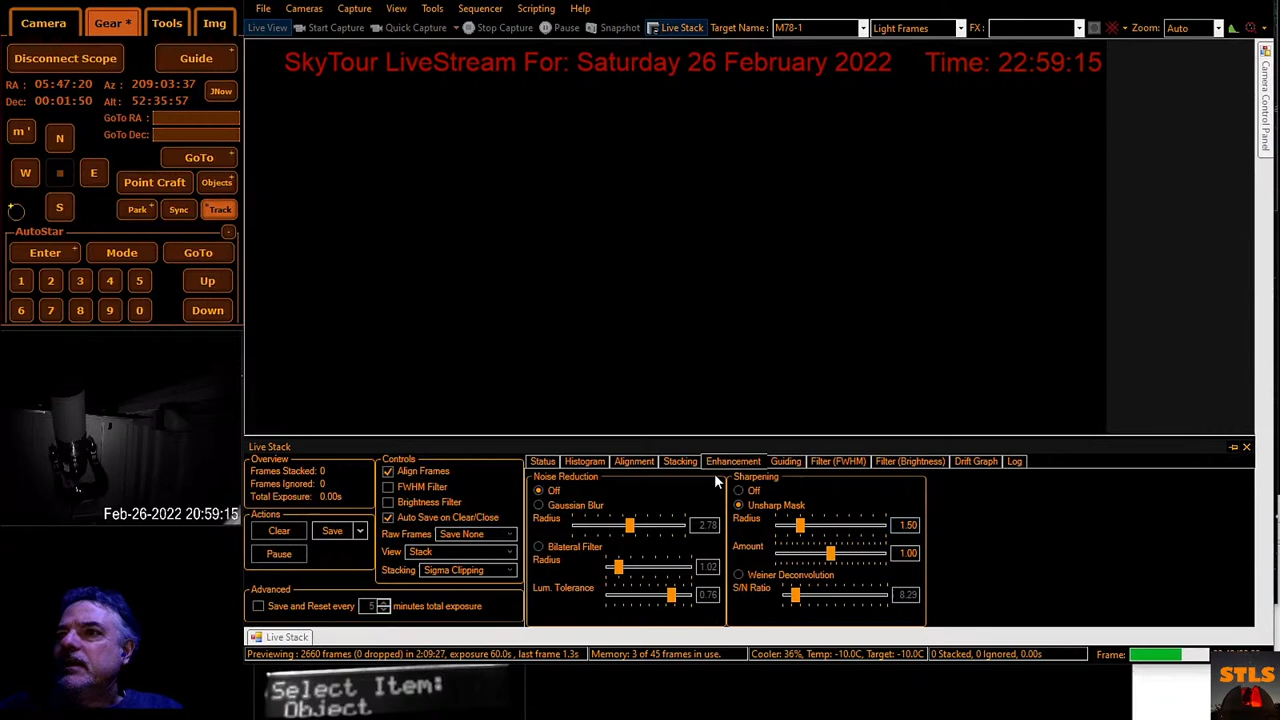 Camera Gear * Tools Img
File Cameras Capture View Tools Sequencer Scripting Help
Live View Start Capture Quick Capture Stop Capture Pause Snapshot Live Stack Target Name : M78-1 Light Frames FX : Zoom: Auto
SkyTour LiveStream For: Saturday 26 February 2022 Time: 22:59:15
Camera Control Panel
Disconnect Scope Guide
RA : 05:47:20 Az : 209:03:37
Dec: 00:01:50 Alt : 52:35:57
JNow
GoTo RA :
GoTo Dec:
m '
N
GoTo
W E
Point Craft Objects
S
Park Sync Track
AutoStar
Enter Mode GoTo
1 2 3 4 5 Up
6 7 8 9 0 Down
Feb-26-2022 20:59:15
Live Stack
Overview
Frames Stacked: 0
Frames Ignored: 0
Total Exposure: 0.00s
Actions
Clear Save
Pause
Advanced
Save and Reset every 5 minutes total exposure
Controls
Align Frames
FWHM Filter
Brightness Filter
Auto Save on Clear/Close
Raw Frames Save None
View Stack
Stacking Sigma Clipping
Status Histogram Alignment Stacking Enhancement Guiding Filter (FWHM) Filter (Brightness) Drift Graph Log
Noise Reduction
Off
Gaussian Blur
Radius 2.78
Bilateral Filter
Radius 1.02
Lum. Tolerance 0.76
Sharpening
Off
Unsharp Mask
Radius 1.50
Amount 1.00
Weiner Deconvolution
S/N Ratio 8.29
Live Stack
Previewing : 2660 frames (0 dropped) in 2:09:27, exposure 60.0s , last frame 1.3s Memory: 3 of 45 frames in use. Cooler: 36%, Temp: -10.0C, Target: -10.0C 0 Stacked, 0 Ignored, 0.00s Frame:
Select Item:
Object
STLS